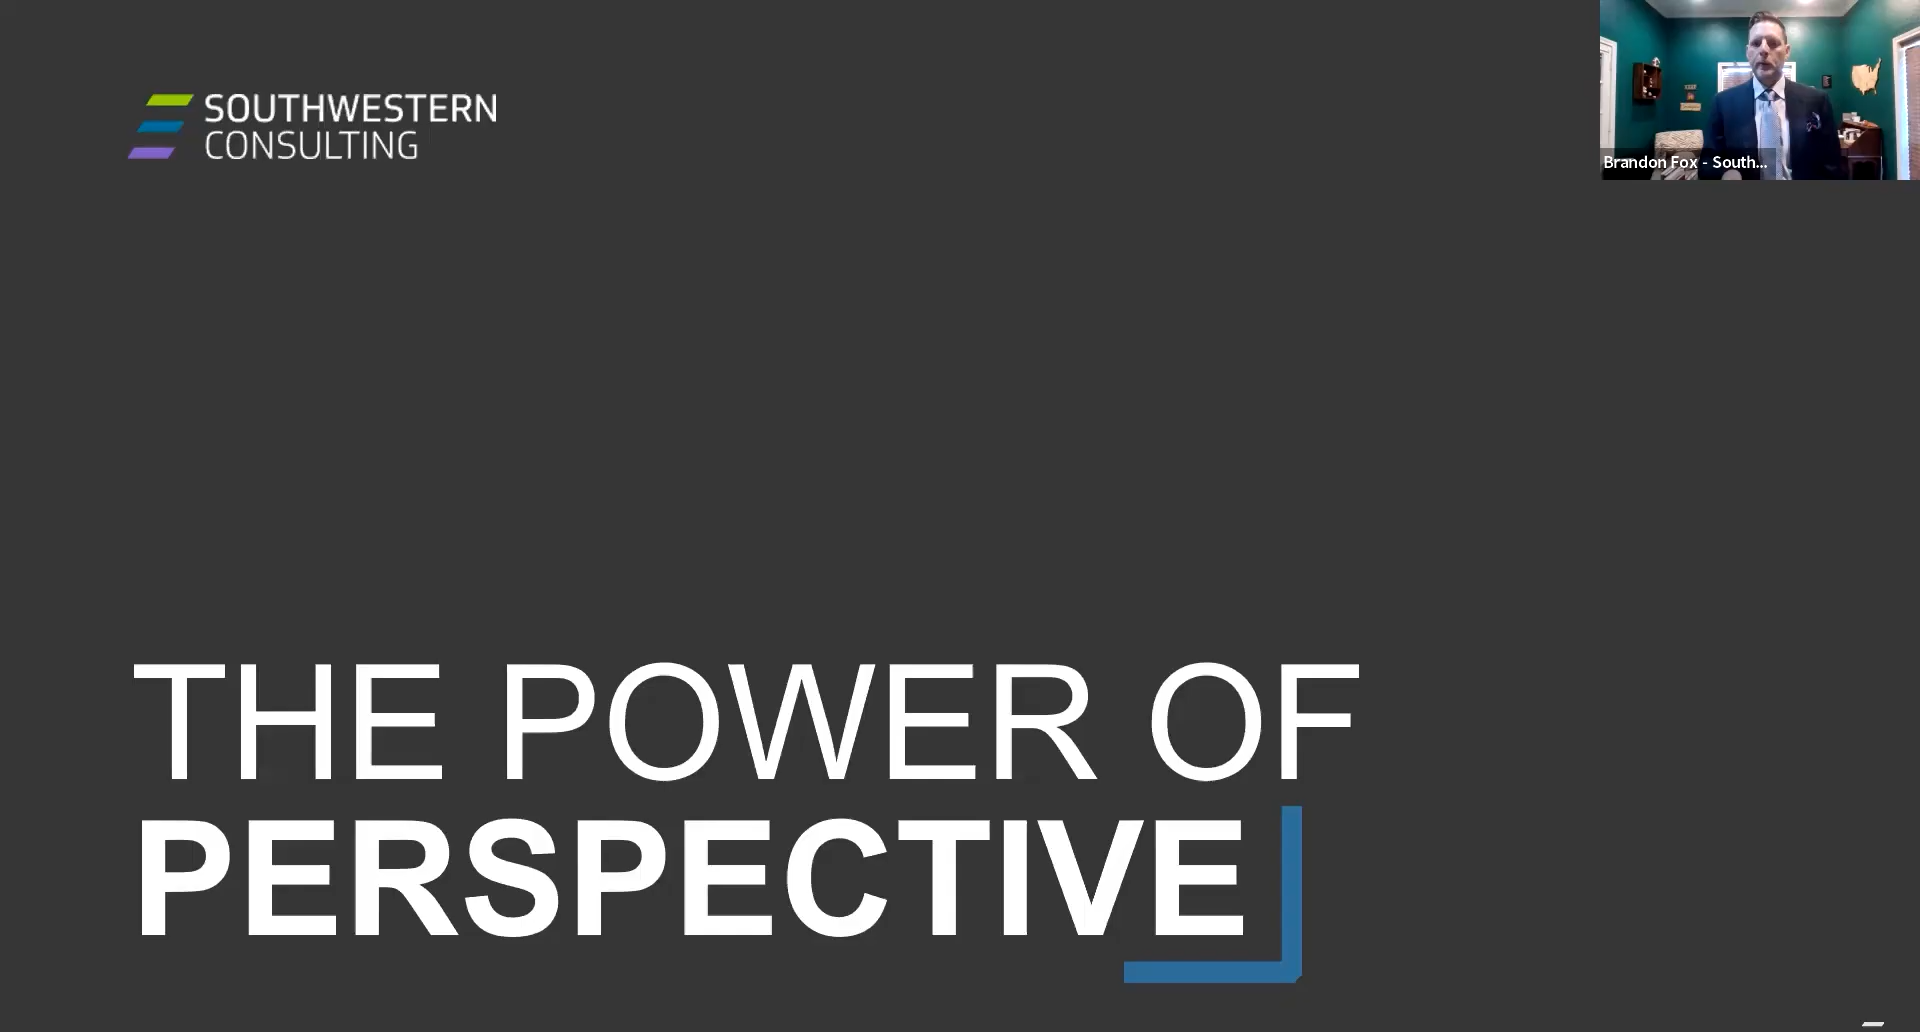 SOUTHWESTERN
CONSULTING
Brandon Fox - South...
THE POWER OF
PERSPECTIVE